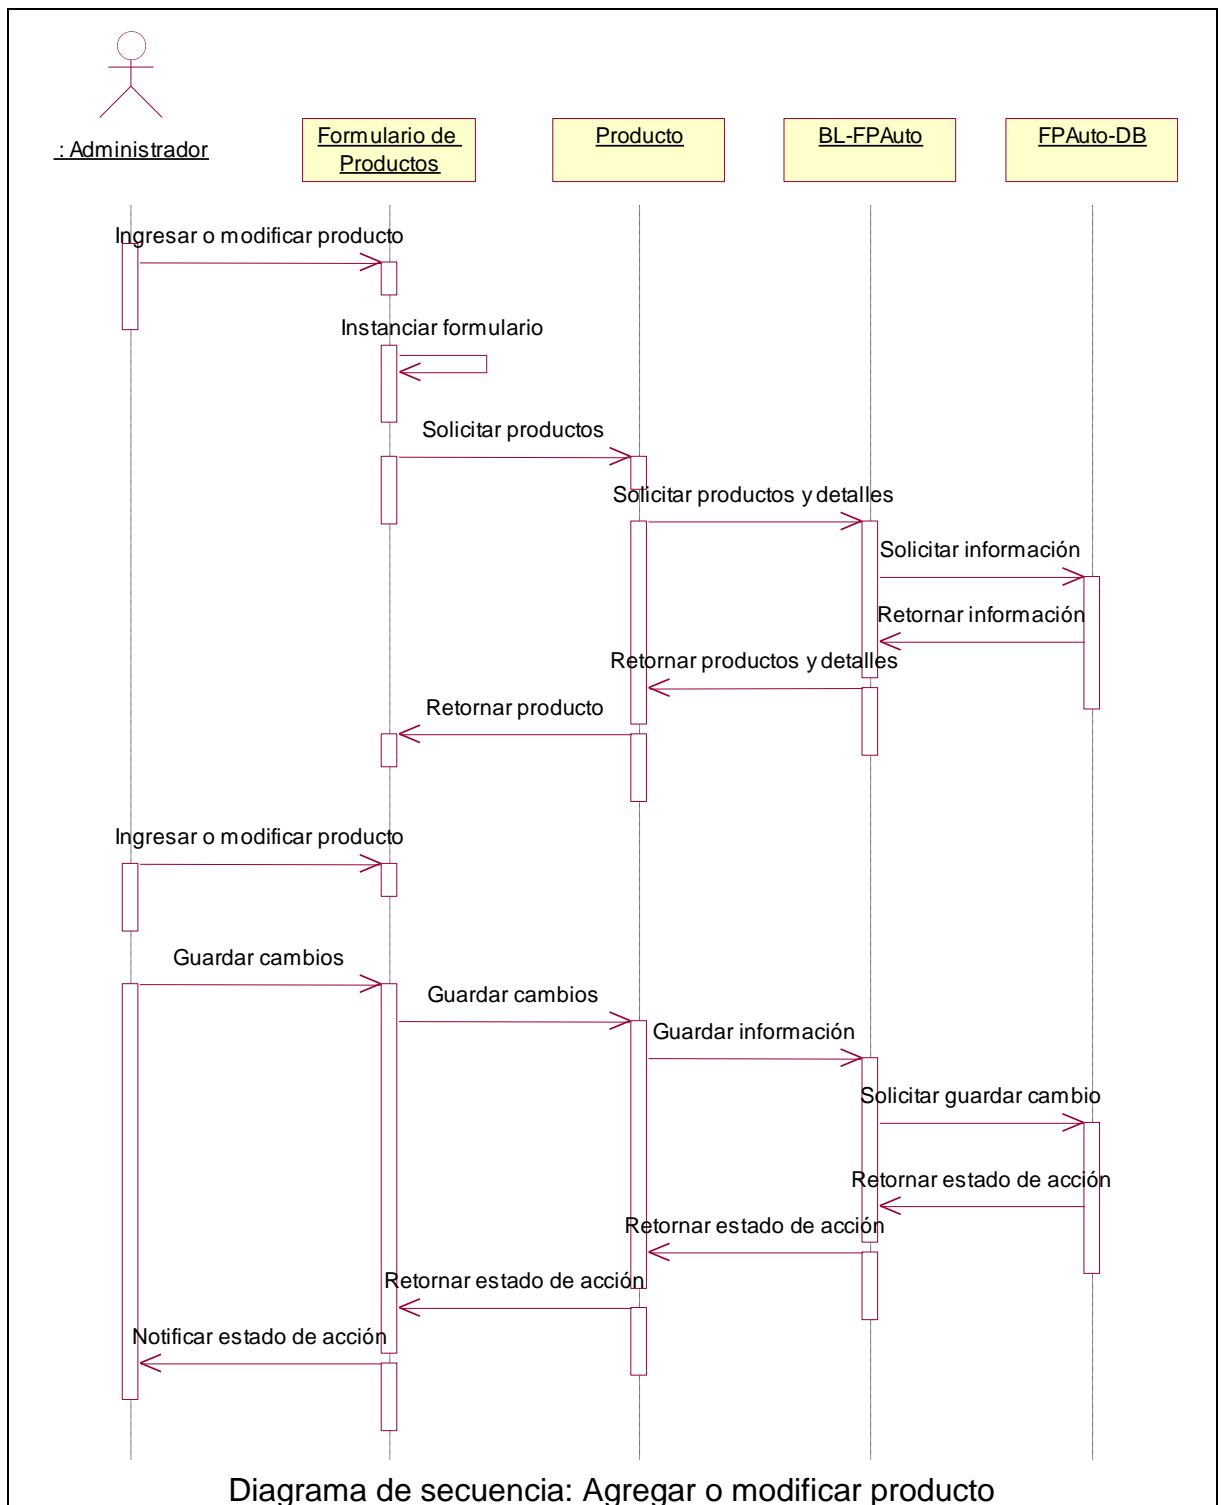 : Administrador
Formulario de
Productos
Producto
BL-FPAuto
FPAuto-DB
Ingresar o modificar producto
Instanciar formulario
Solicitar productos
Solicitar productos y detalles
Solicitar información
Retornar información
Retornar productos y detalles
Retornar producto
Ingresar o modificar producto
Guardar cambios
Guardar cambios
Guardar información
Solicitar guardar cambio
Retornar estado de acción
Retornar estado de acción
Retornar estado de acción
Notificar estado de acción
Diagrama de secuencia: Agregar o modificar producto